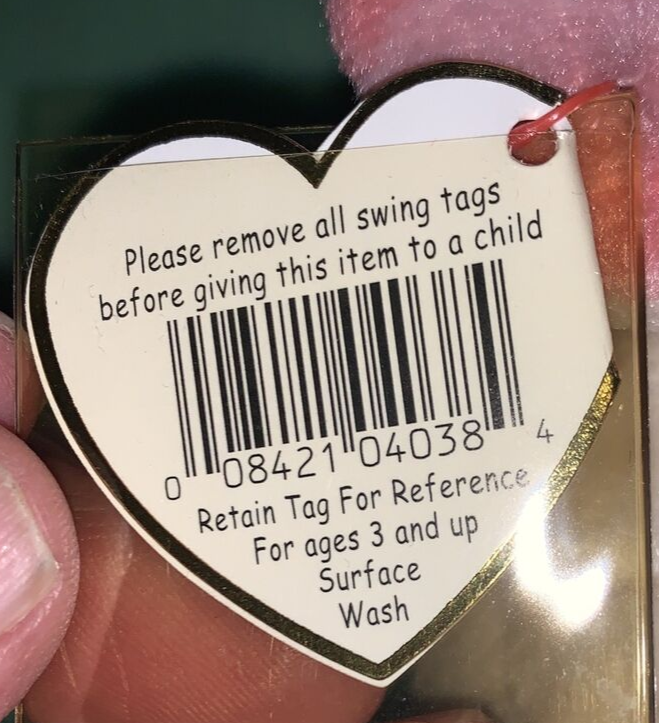 Please remove all swing tags
before giving this item to a child
0 08421 04038 4
Retain Tag For Reference
For ages 3 and up
Surface
Wash